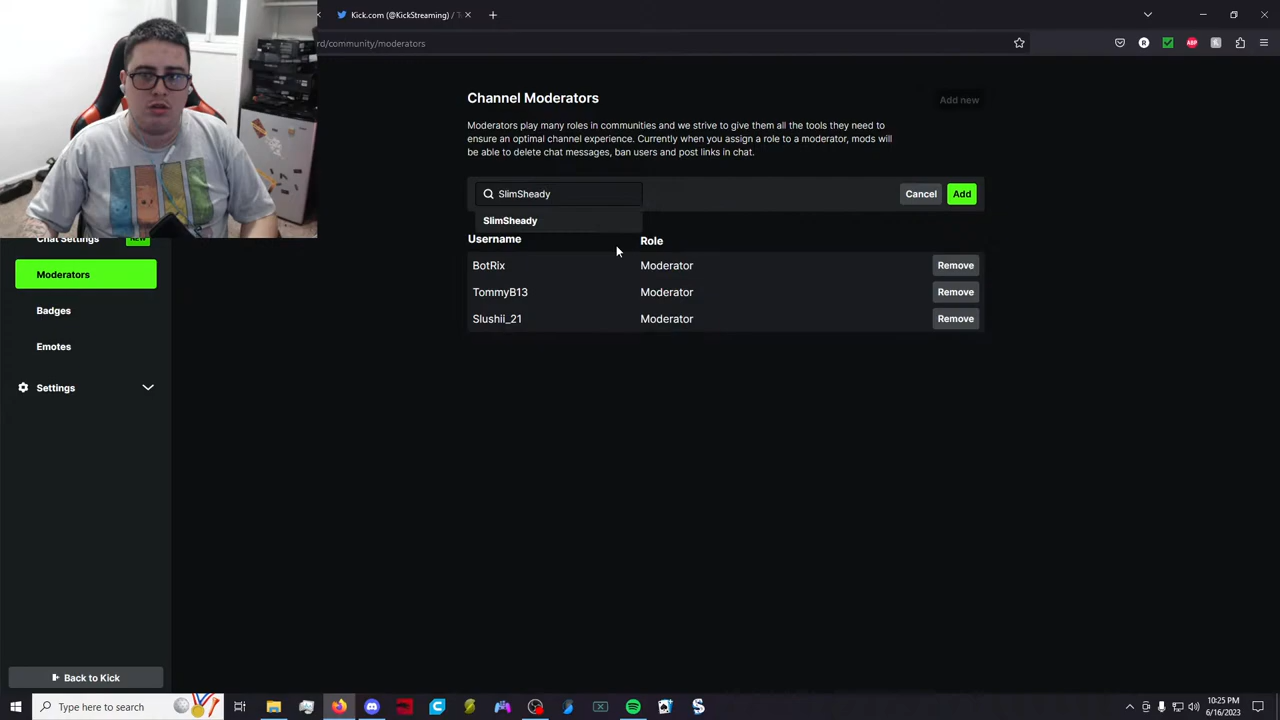 Kick.com (@KickStreaming) / T
rd/community/moderators
Channel Moderators
Add new
Moderators play many roles in communities and we strive to give them all the tools they need to
ensure an optimal channel experience. Currently when you assign a role to a moderator, mods will
be able to delete chat messages, ban users and post links in chat.
SlimSheady
Cancel
Add
SlimSheady
Username
Role
BotRix
Moderator
Remove
TommyB13
Moderator
Remove
Slushii_21
Moderator
Remove
Chat Settings
NEW
Moderators
Badges
Emotes
Settings
Back to Kick
Type here to search
10:25 PM
6/16/2023